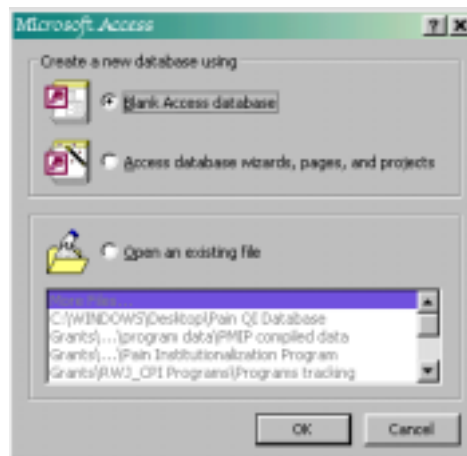 Microsoft Access
Create a new database using
Blank Access database
Access database wizards, pages, and projects
Open an existing file
More Files...
C:\WINDOWS\Desktop\Pain QI Database
Grants\...\program data\PMIP compiled data
Grants\...\Pain Institutionalization Program
Grants\RWJ_CPI Programs\Programs tracking
OK
Cancel